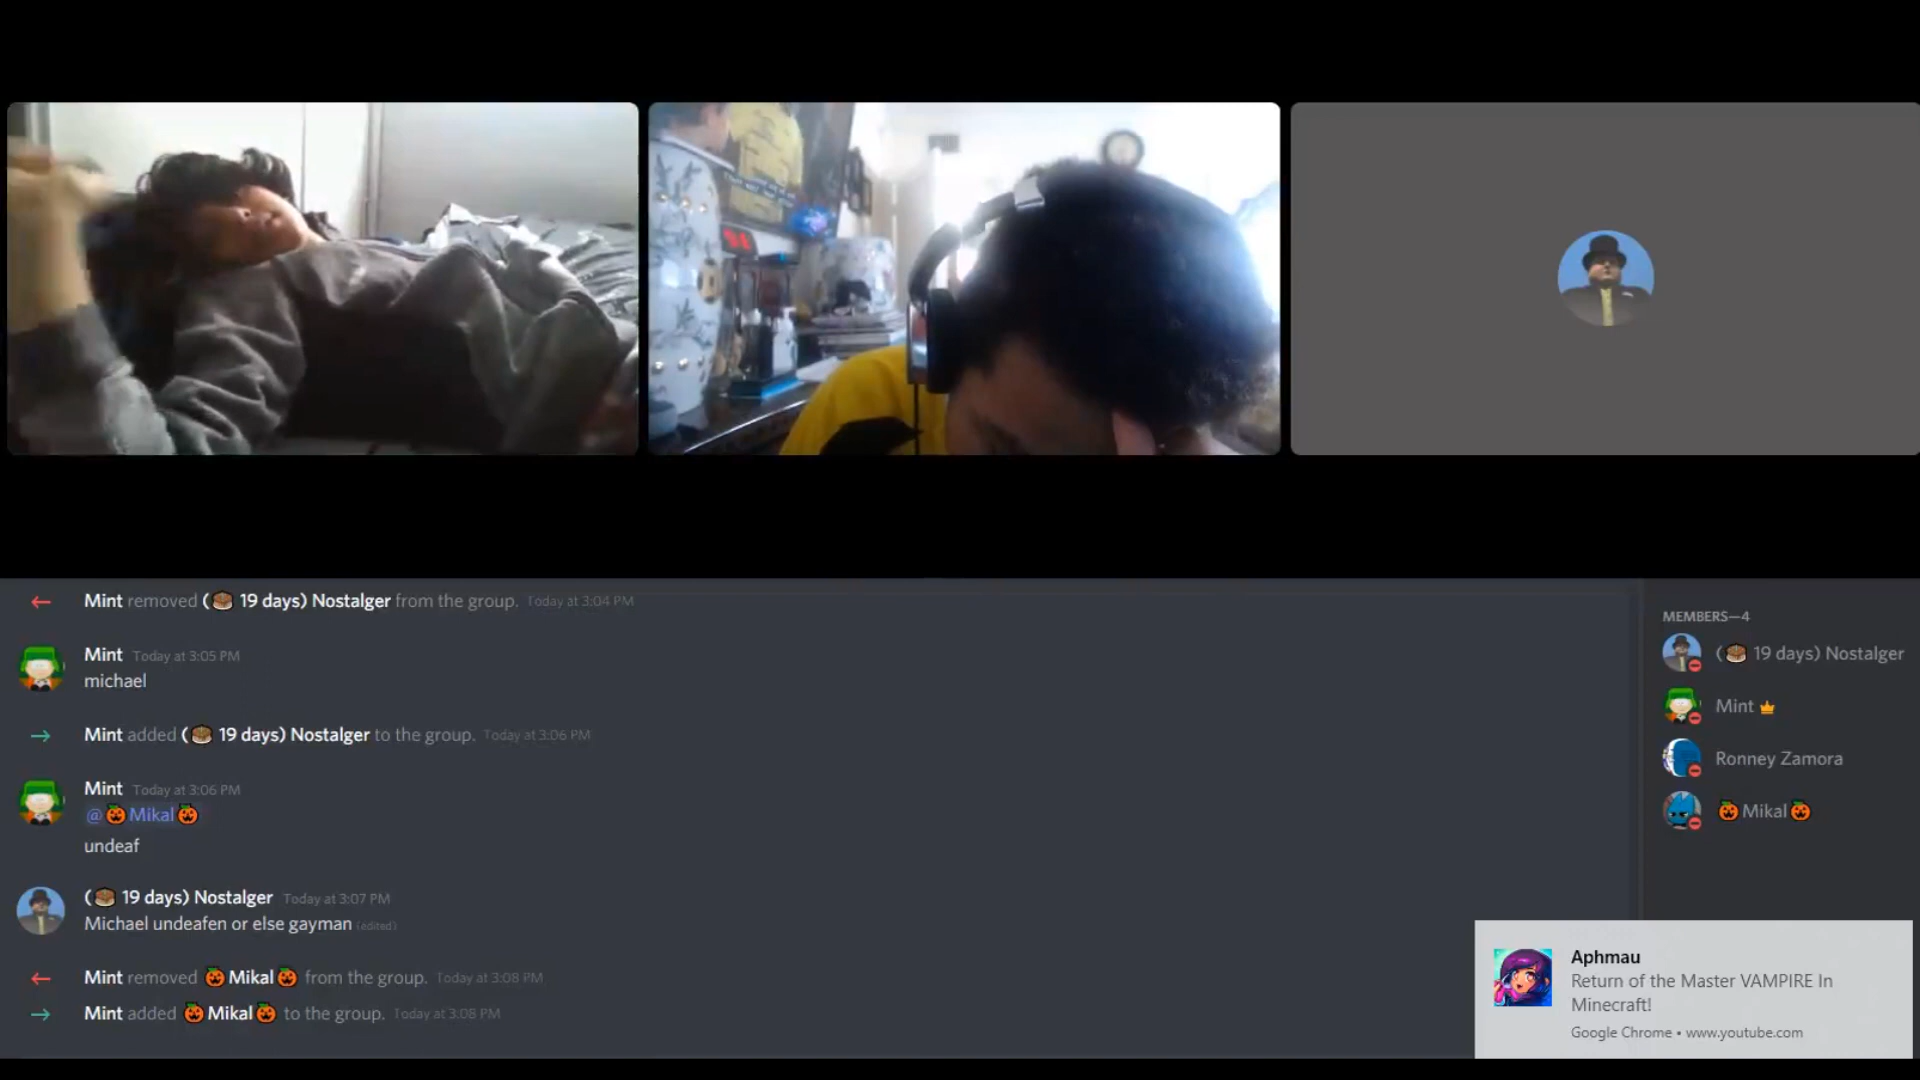 Mint removed (🎂 19 days) Nostalger from the group. Today at 3:04 PM
Mint Today at 3:05 PM
michael
Mint added (🎂 19 days) Nostalger to the group. Today at 3:06 PM
Mint Today at 3:06 PM
@🎃Mikal🎃
undeaf
(🎂 19 days) Nostalger Today at 3:07 PM
Michael undeafen or else gayman (edited)
Mint removed 🎃Mikal🎃 from the group. Today at 3:08 PM
Mint added 🎃Mikal🎃 to the group. Today at 3:08 PM
MEMBERS—4
(🎂 19 days) Nostalger
Mint
Ronney Zamora
🎃Mikal🎃
Aphmau
Return of the Master VAMPIRE In
Minecraft!
Google Chrome • www.youtube.com